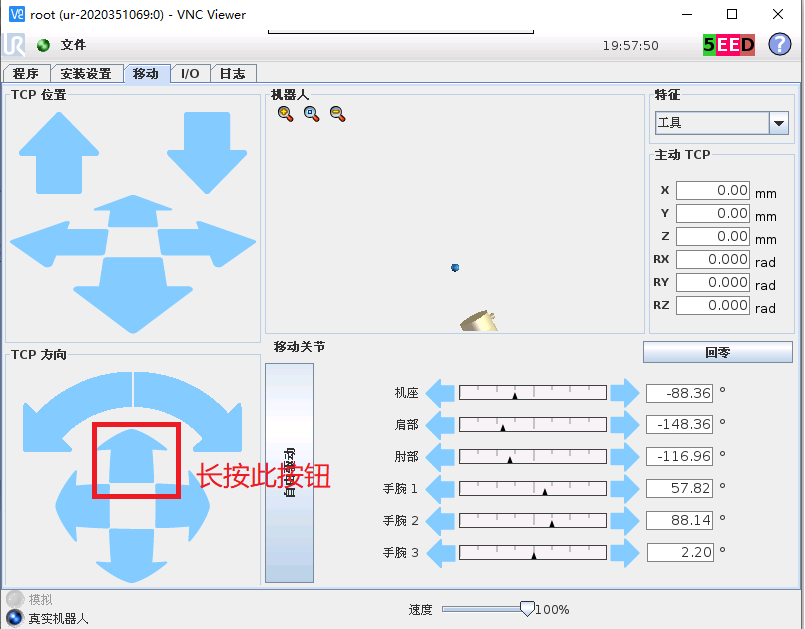 root (ur-2020351069:0) - VNC Viewer
文件
19:57:50
5EED
?
程序 安装设置 移动 I/O 日志
TCP 位置
机器人
特征
工具
主动 TCP
X 0.00 mm
Y 0.00 mm
Z 0.00 mm
RX 0.000 rad
RY 0.000 rad
RZ 0.000 rad
TCP 方向
移动关节
回零
自由驱动
机座 -88.36 °
肩部 -148.36 °
肘部 -116.96 °
手腕 1 57.82 °
手腕 2 88.14 °
手腕 3 2.20 °
长按此按钮
模拟
真实机器人
速度 100%